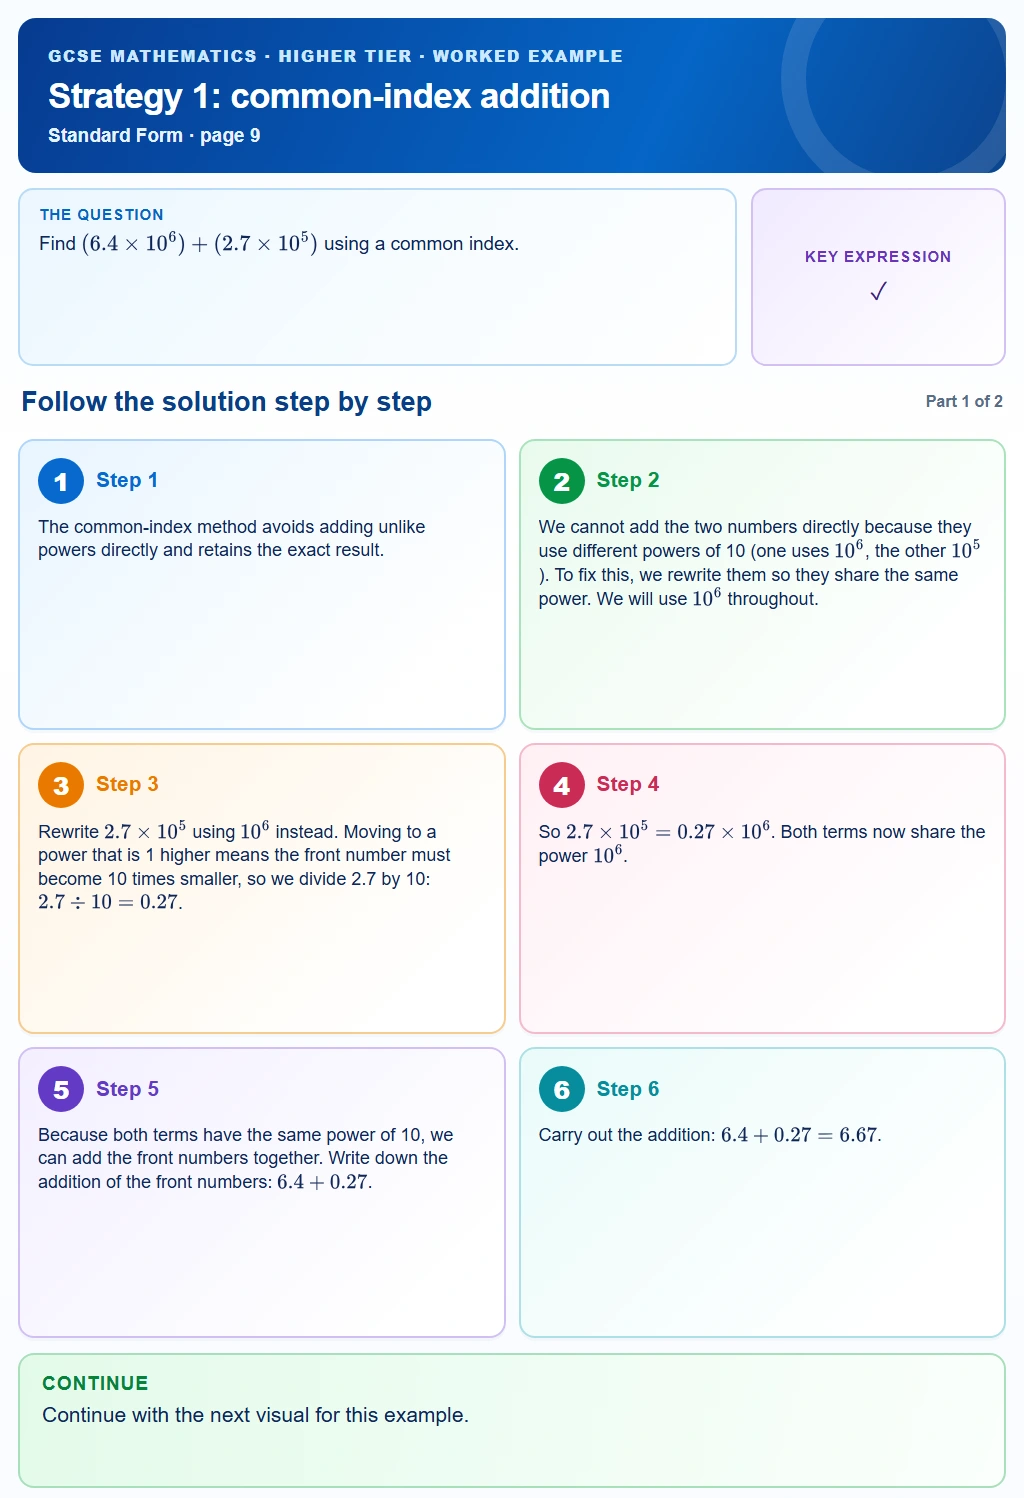 GCSE MATHEMATICS · HIGHER TIER · WORKED EXAMPLE
Strategy 1: common-index addition
Standard Form · page 9
THE QUESTION
Find (6.4 × 10⁶) + (2.7 × 10⁵) using a common index.
KEY EXPRESSION
✓
Follow the solution step by step
Part 1 of 2
1 Step 1
The common-index method avoids adding unlike
powers directly and retains the exact result.
2 Step 2
We cannot add the two numbers directly because they
use different powers of 10 (one uses 10⁶, the other 10⁵
). To fix this, we rewrite them so they share the same
power. We will use 10⁶ throughout.
3 Step 3
Rewrite 2.7 × 10⁵ using 10⁶ instead. Moving to a
power that is 1 higher means the front number must
become 10 times smaller, so we divide 2.7 by 10:
2.7 ÷ 10 = 0.27.
4 Step 4
So 2.7 × 10⁵ = 0.27 × 10⁶. Both terms now share the
power 10⁶.
5 Step 5
Because both terms have the same power of 10, we
can add the front numbers together. Write down the
addition of the front numbers: 6.4 + 0.27.
6 Step 6
Carry out the addition: 6.4 + 0.27 = 6.67.
CONTINUE
Continue with the next visual for this example.